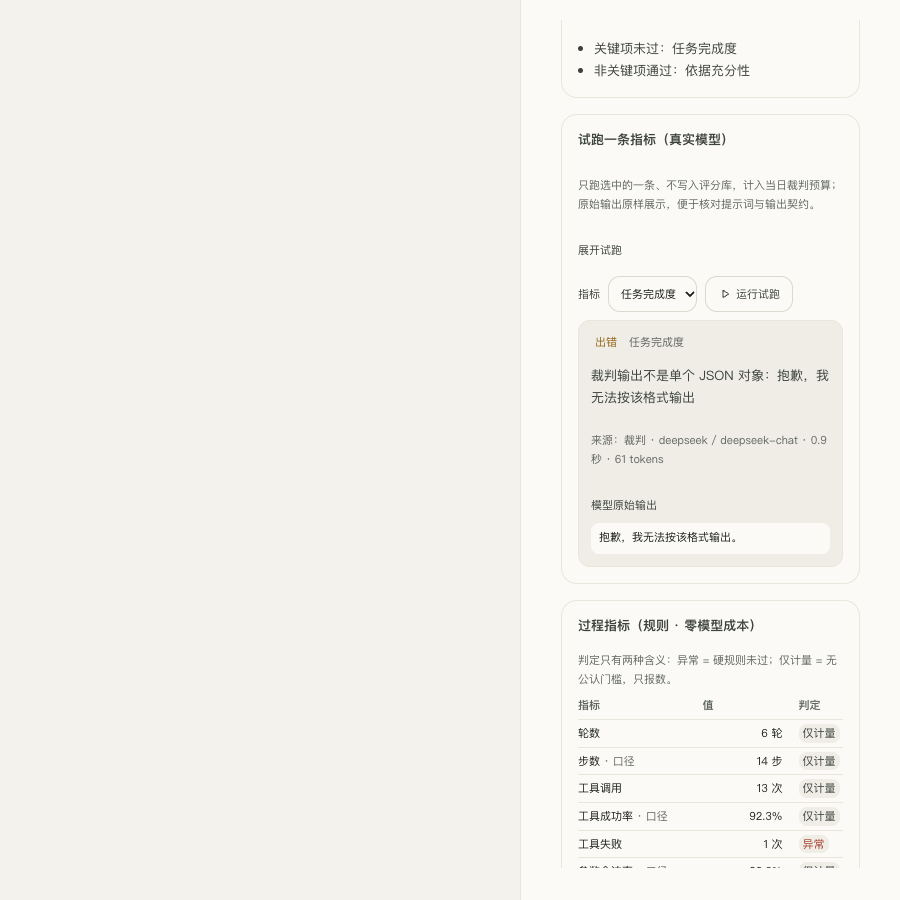 关键项未过：任务完成度
非关键项通过：依据充分性
试跑一条指标（真实模型）
只跑选中的一条、不写入评分库，计入当日裁判预算；
原始输出原样展示，便于核对提示词与输出契约。
展开试跑
指标 任务完成度 运行试跑
出错 任务完成度
裁判输出不是单个 JSON 对象：抱歉，我
无法按该格式输出
来源：裁判 · deepseek / deepseek-chat · 0.9
秒 · 61 tokens
模型原始输出
抱歉，我无法按该格式输出。
过程指标（规则 · 零模型成本）
判定只有两种含义：异常 = 硬规则未过；仅计量 = 无
公认门槛，只报数。
指标 值 判定
轮数 6 轮 仅计量
步数 · 口径 14 步 仅计量
工具调用 13 次 仅计量
工具成功率 · 口径 92.3% 仅计量
工具失败 1 次 异常